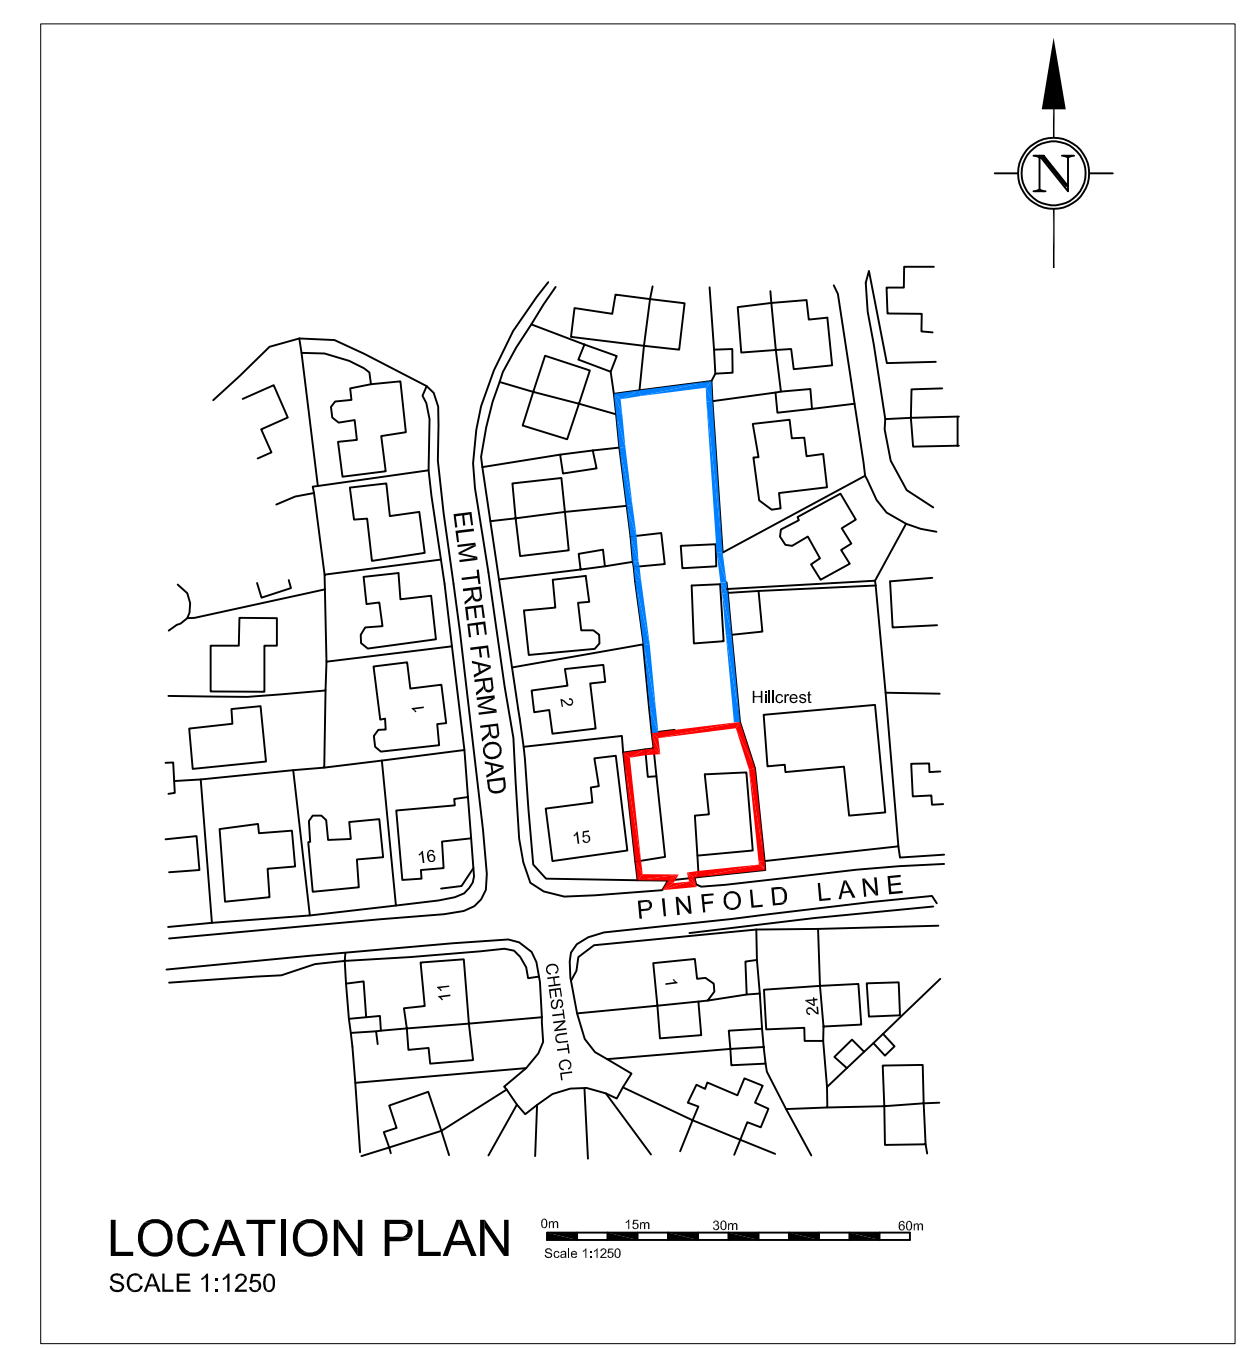 N
ELM TREE FARM ROAD
Hillcrest
1
2
15
16
PINFOLD LANE
CHESTNUT CL
11
1
24
LOCATION PLAN
SCALE 1:1250
0m 15m 30m 60m
Scale 1:1250